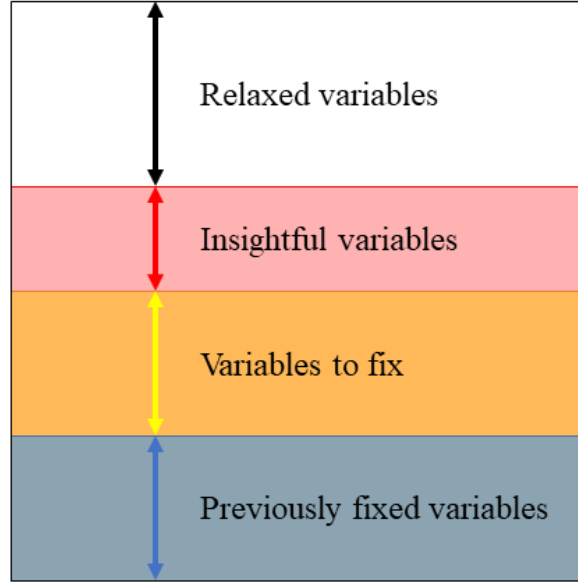 Relaxed variables
Insightful variables
Variables to fix
Previously fixed variables